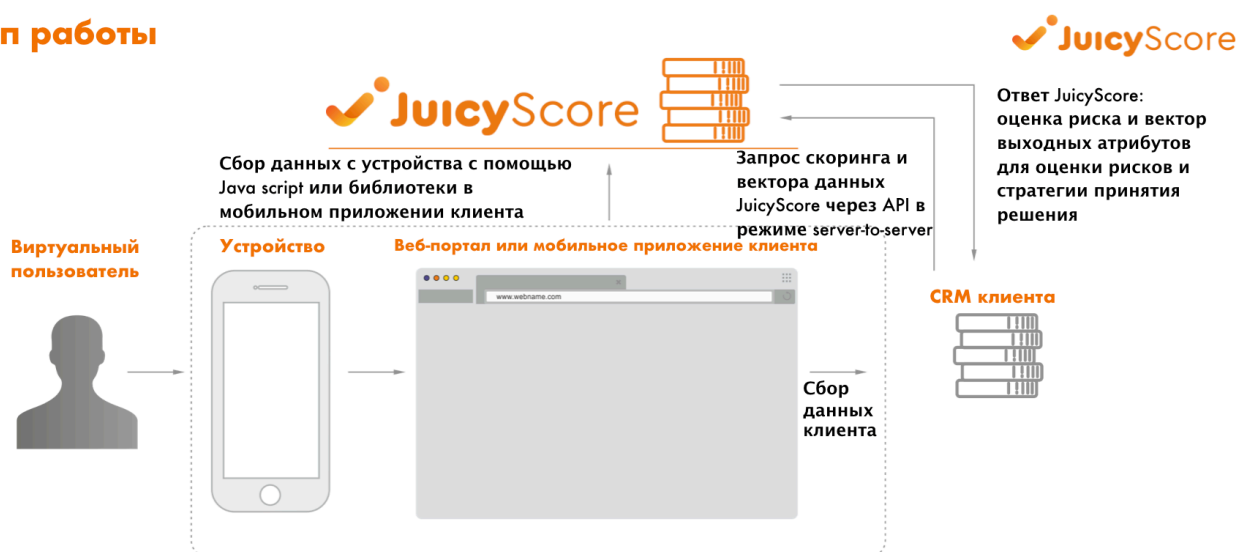 п работы
JuicyScore
JuicyScore
Ответ JuicyScore:
оценка риска и вектор
выходных атрибутов
для оценки рисков и
стратегии принятия
решения
Сбор данных с устройства с помощью
Java script или библиотеки в
мобильном приложении клиента
Запрос скоринга и
вектора данных
JuicyScore через API в
режиме server-to-server
Виртуальный
пользователь
Устройство
Веб-портал или мобильное приложение клиента
www.webname.com
CRM клиента
Сбор
данных
клиента